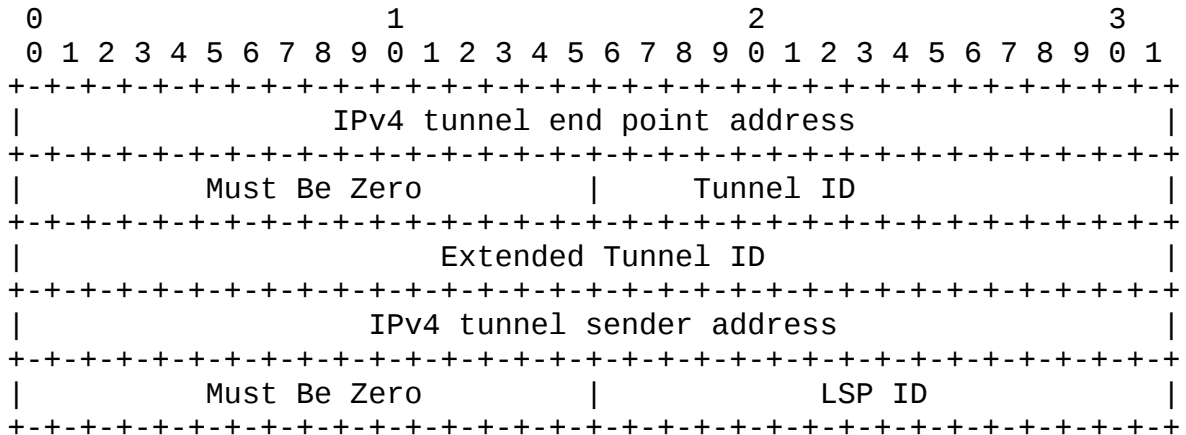 0                   1                   2                   3
 0 1 2 3 4 5 6 7 8 9 0 1 2 3 4 5 6 7 8 9 0 1 2 3 4 5 6 7 8 9 0 1
+-+-+-+-+-+-+-+-+-+-+-+-+-+-+-+-+-+-+-+-+-+-+-+-+-+-+-+-+-+-+-+-+
|                 IPv4 tunnel end point address                 |
+-+-+-+-+-+-+-+-+-+-+-+-+-+-+-+-+-+-+-+-+-+-+-+-+-+-+-+-+-+-+-+-+
|          Must Be Zero         |     Tunnel ID                 |
+-+-+-+-+-+-+-+-+-+-+-+-+-+-+-+-+-+-+-+-+-+-+-+-+-+-+-+-+-+-+-+-+
|                       Extended Tunnel ID                      |
+-+-+-+-+-+-+-+-+-+-+-+-+-+-+-+-+-+-+-+-+-+-+-+-+-+-+-+-+-+-+-+-+
|                   IPv4 tunnel sender address                  |
+-+-+-+-+-+-+-+-+-+-+-+-+-+-+-+-+-+-+-+-+-+-+-+-+-+-+-+-+-+-+-+-+
|          Must Be Zero         |            LSP ID             |
+-+-+-+-+-+-+-+-+-+-+-+-+-+-+-+-+-+-+-+-+-+-+-+-+-+-+-+-+-+-+-+-+